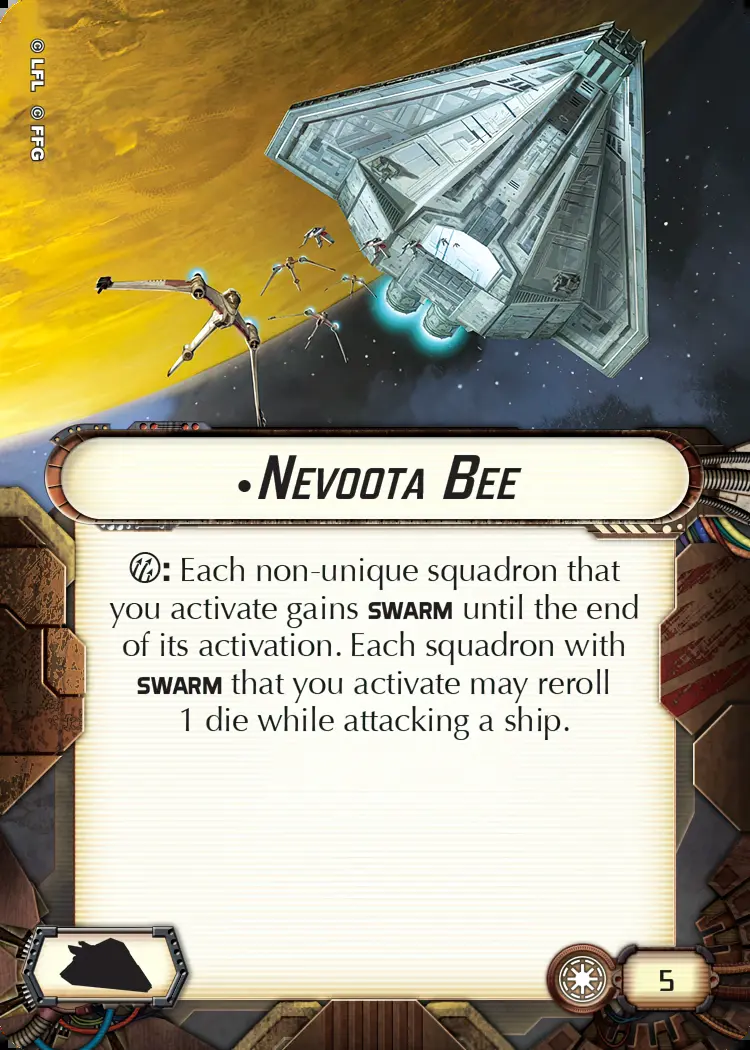 © LFL © FFG
•NEVOOTA BEE
: Each non-unique squadron that
you activate gains SWARM until the end
of its activation. Each squadron with
SWARM that you activate may reroll
1 die while attacking a ship.
5